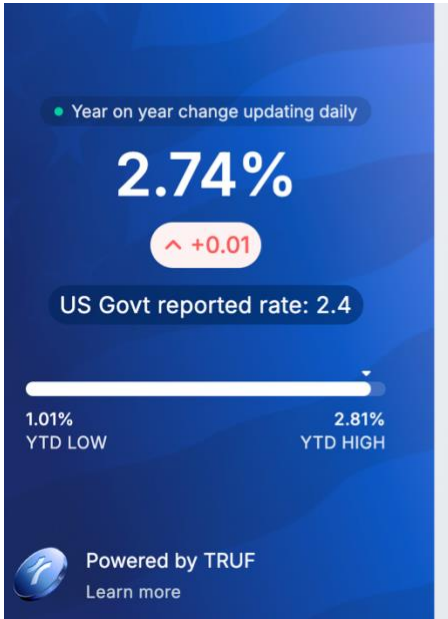 Year on year change updating daily
2.74%
+0.01
US Govt reported rate: 2.4
1.01%
2.81%
YTD LOW
YTD HIGH
Powered by TRUF
Learn more